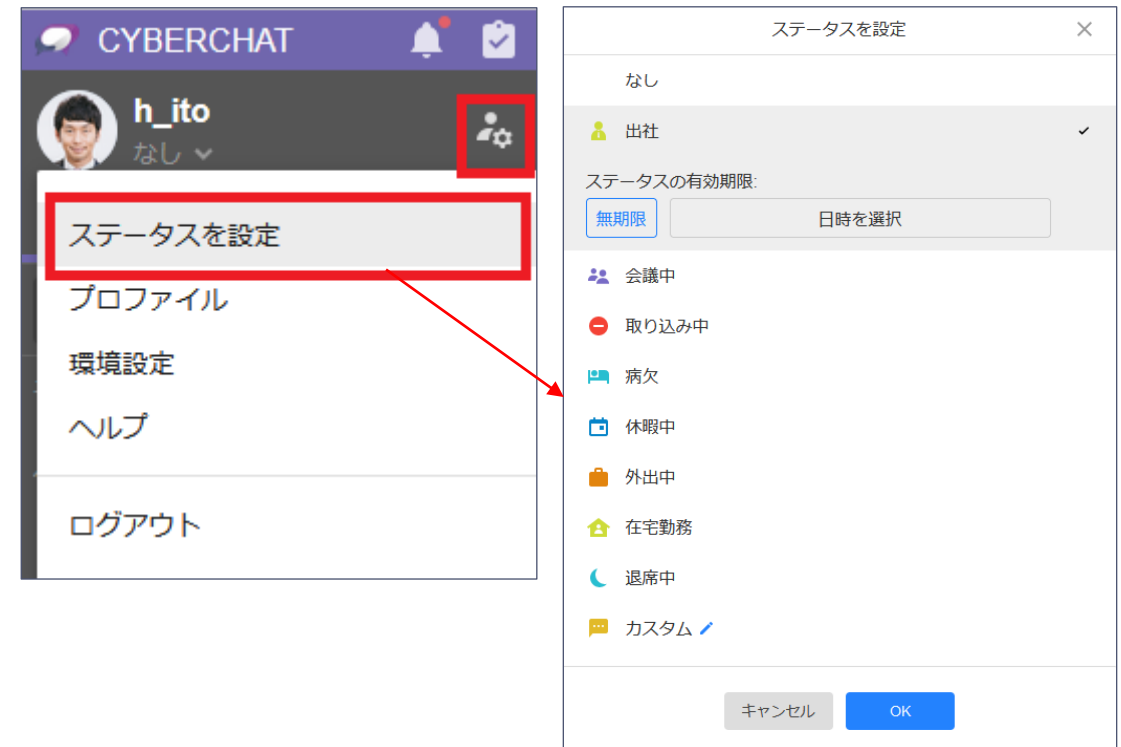 CYBERCHAT
h_ito
なし
ステータスを設定
プロファイル
環境設定
ヘルプ
ログアウト
ステータスを設定
なし
出社
ステータスの有効期限:
無期限 日時を選択
会議中
取り込み中
病欠
休暇中
外出中
在宅勤務
退席中
カスタム
キャンセル OK